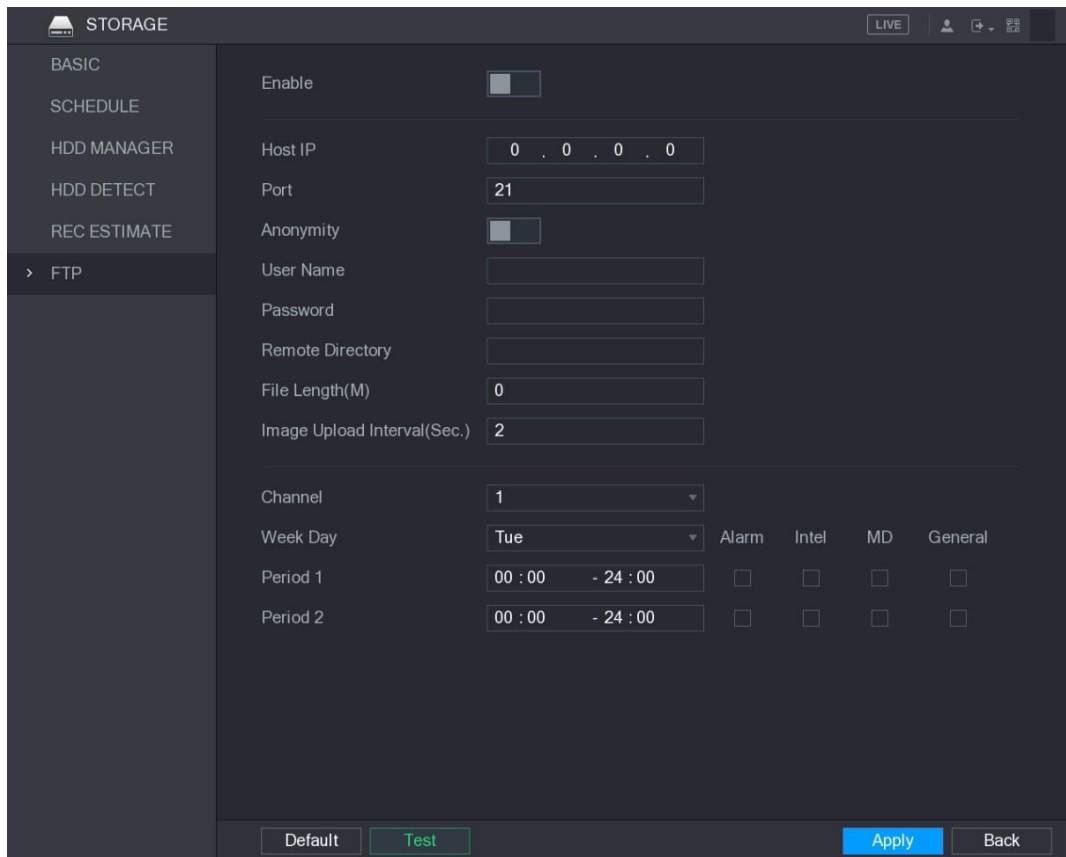 STORAGE LIVE
BASIC
SCHEDULE
HDD MANAGER
HDD DETECT
REC ESTIMATE
> FTP
Enable
Host IP 0 . 0 . 0 . 0
Port 21
Anonymity
User Name
Password
Remote Directory
File Length(M) 0
Image Upload Interval(Sec.) 2
Channel 1
Week Day Tue Alarm Intel MD General
Period 1 00 : 00 - 24 : 00
Period 2 00 : 00 - 24 : 00
Default Test Apply Back